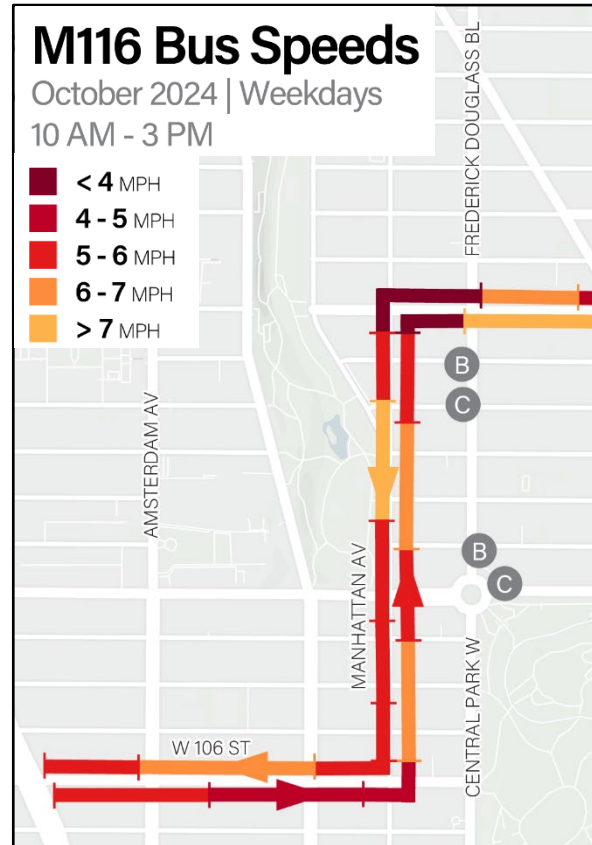 M116 Bus Speeds
October 2024 | Weekdays
10 AM - 3 PM
< 4 MPH
4 - 5 MPH
5 - 6 MPH
6 - 7 MPH
> 7 MPH
FREDERICK DOUGLASS BL
B
C
AMSTERDAM AV
B
C
MANHATTAN AV
W 106 ST
CENTRAL PARK W